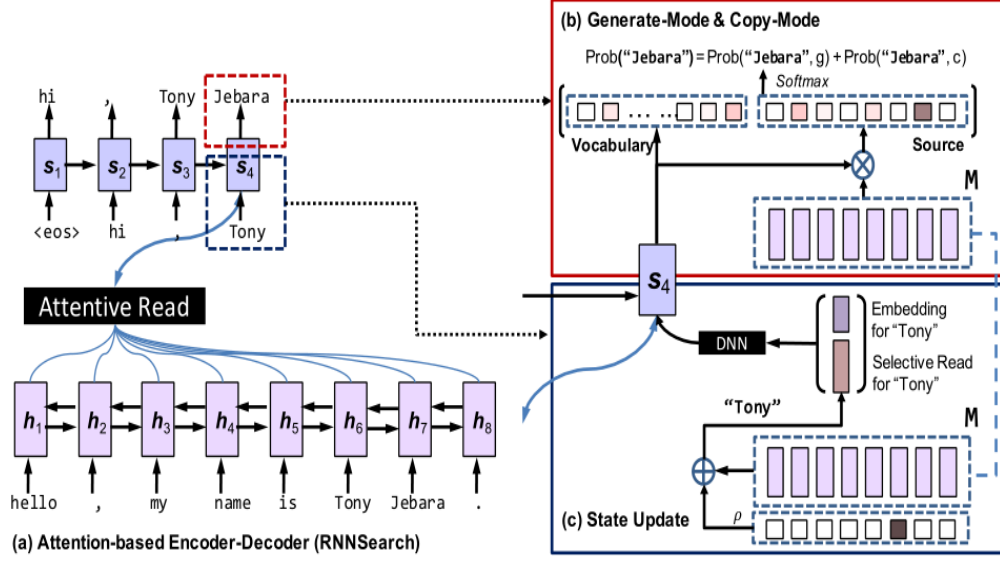 hi , Tony Jebara
s1 s2 s3 s4
<eos> hi , Tony
Attentive Read
h1 h2 h3 h4 h5 h6 h7 h8
hello , my name is Tony Jebara .
(a) Attention-based Encoder-Decoder (RNNSearch)
(b) Generate-Mode & Copy-Mode
Prob("Jebara") = Prob("Jebara", g) + Prob("Jebara", c)
Softmax
... ...
Vocabulary Source
M
s4
Embedding
for "Tony"
DNN
Selective Read
for "Tony"
"Tony"
M
ρ
(c) State Update